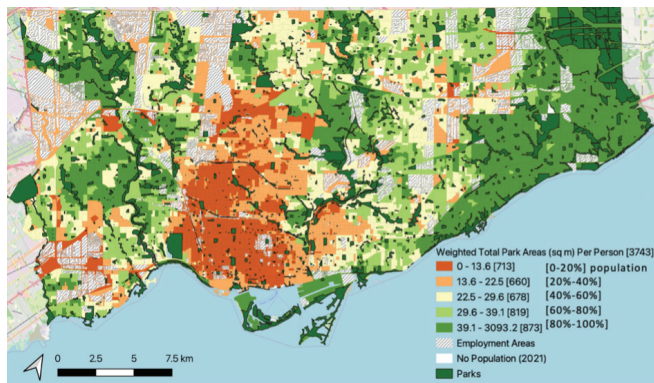 Weighted Total Park Areas (sq m) Per Person [3743]
0 - 13.6 [713] [0-20%] population
13.6 - 22.5 [660] [20%-40%]
22.5 - 29.6 [678] [40%-60%]
29.6 - 39.1 [819] [60%-80%]
39.1 - 3093.2 [873] [80%-100%]
Employment Areas
No Population (2021)
Parks
0 2.5 5 7.5 km